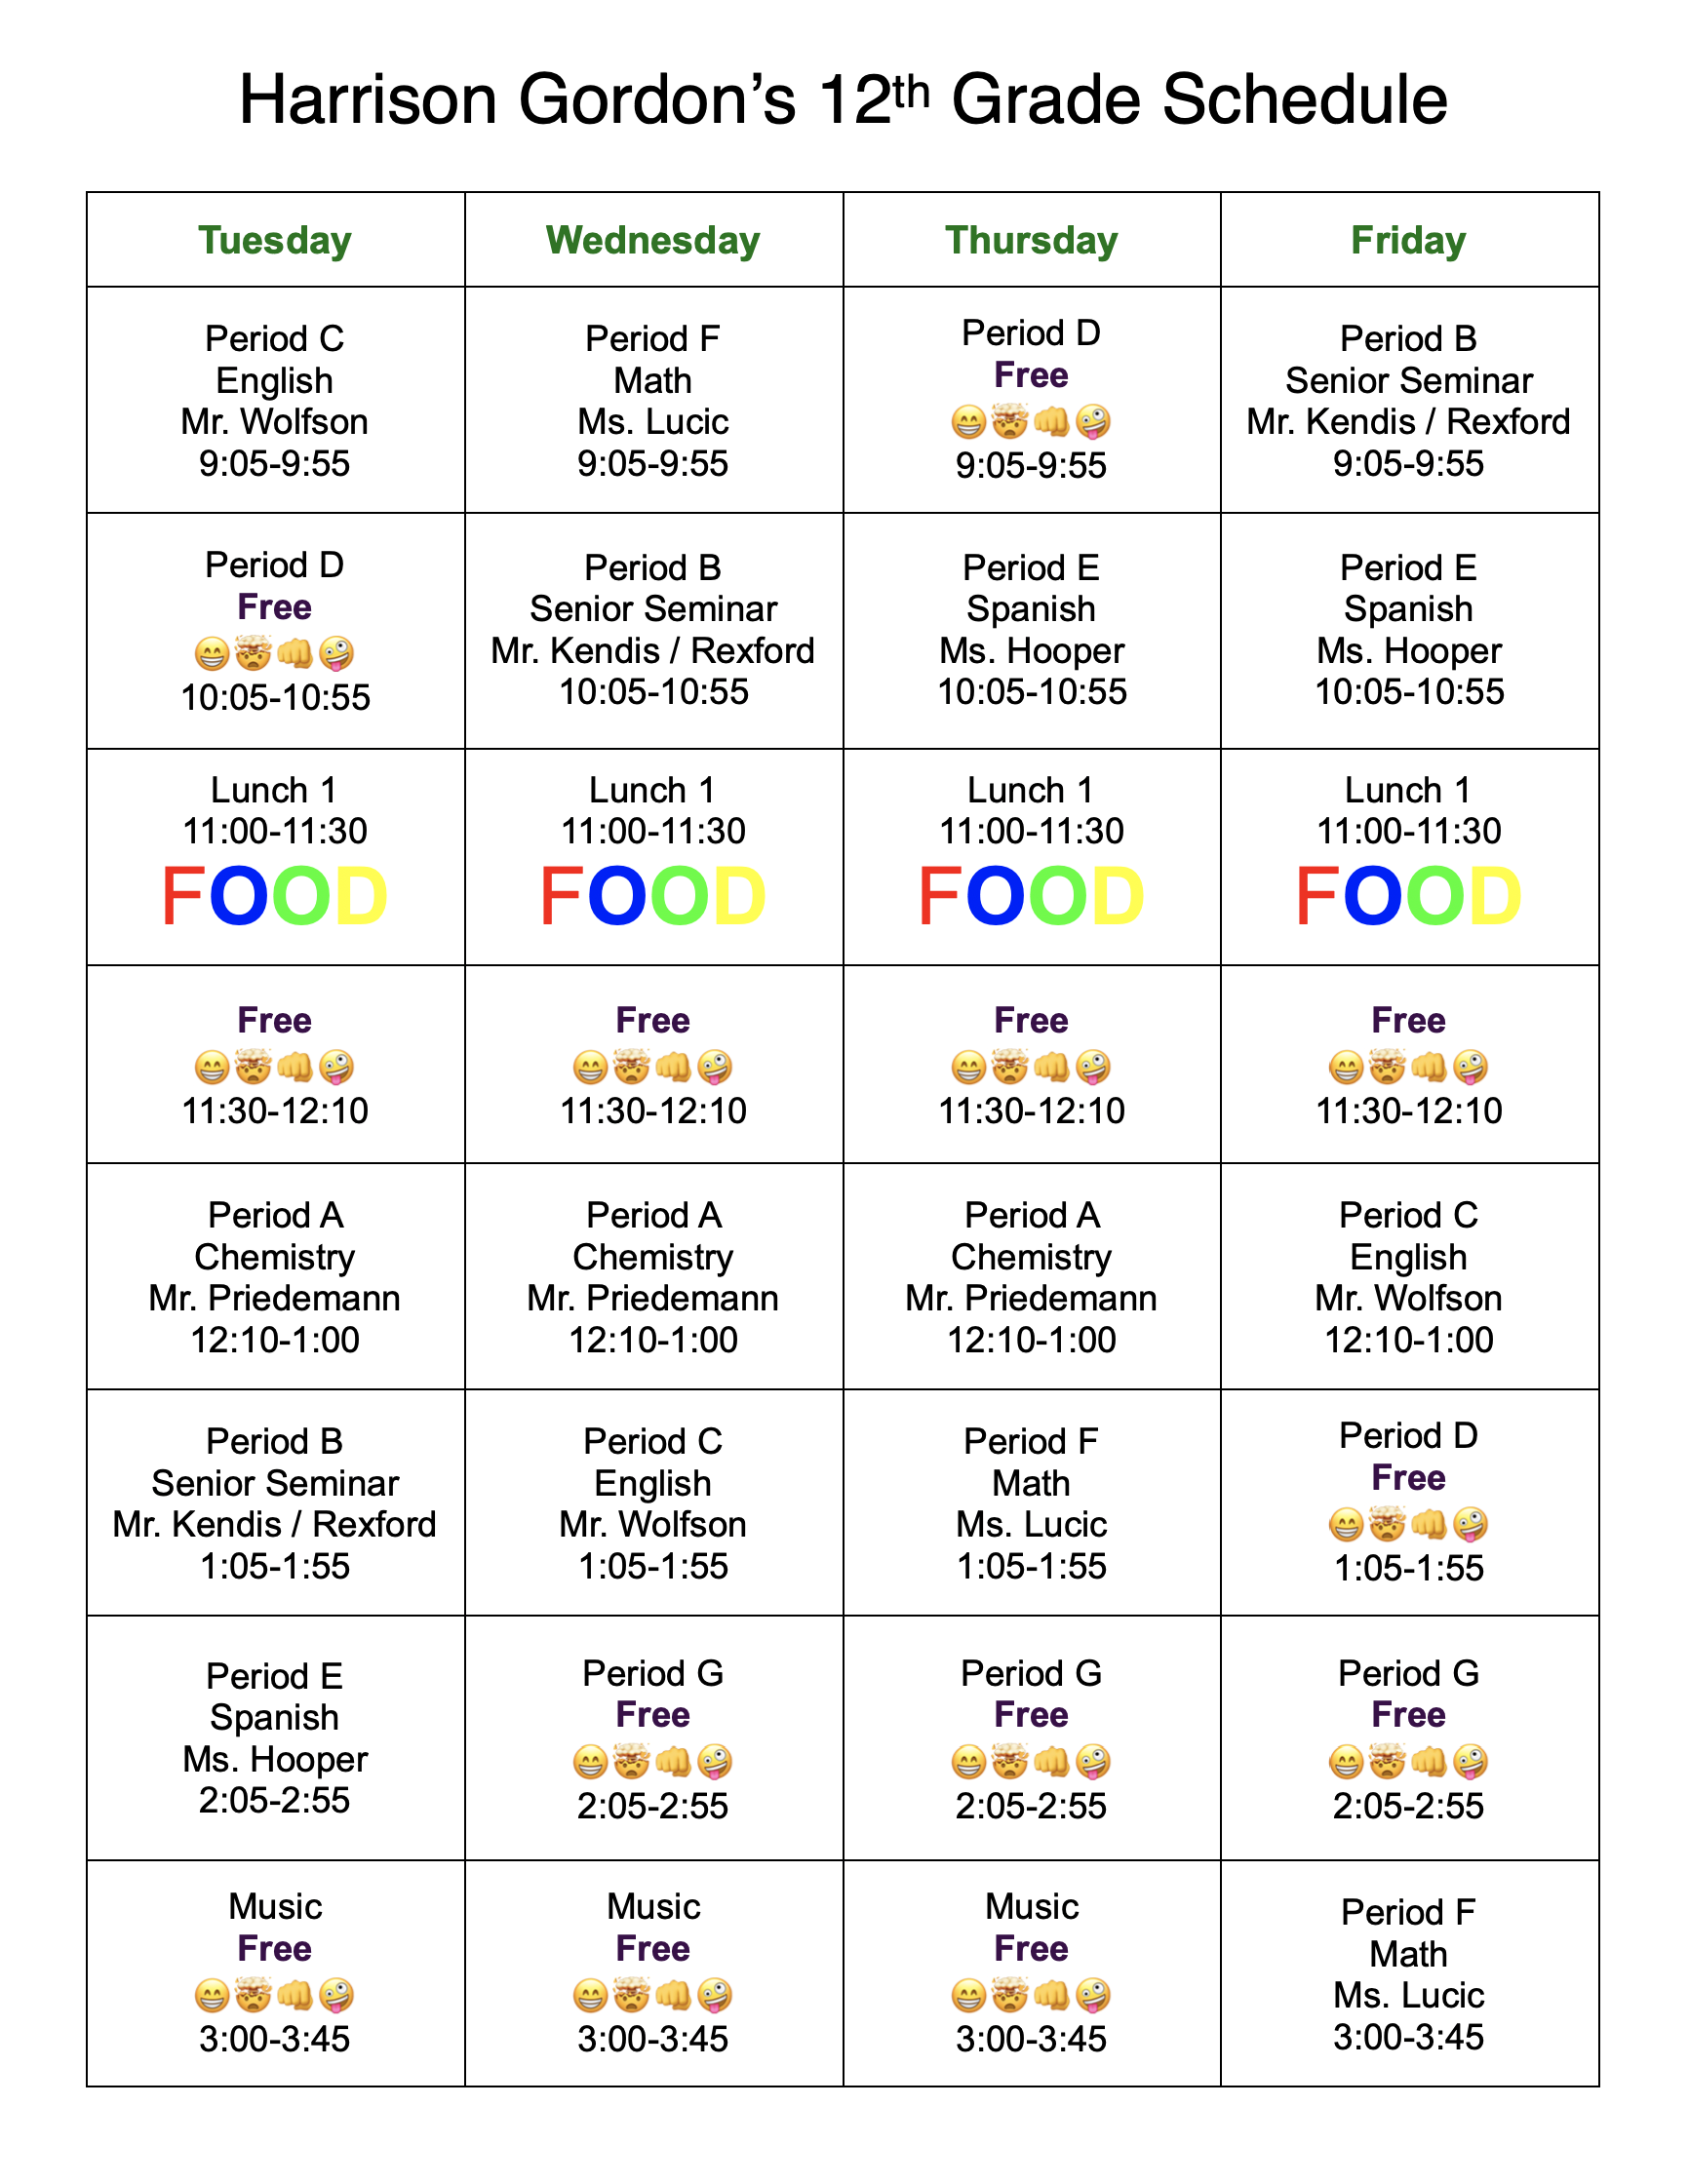 Harrison Gordon’s 12th Grade Schedule
Tuesday
Wednesday
Thursday
Friday
Period C
English
Mr. Wolfson
9:05-9:55
Period F
Math
Ms. Lucic
9:05-9:55
Period D
Free
😁🤯👊🤪
9:05-9:55
Period B
Senior Seminar
Mr. Kendis / Rexford
9:05-9:55
Period D
Free
😁🤯👊🤪
10:05-10:55
Period B
Senior Seminar
Mr. Kendis / Rexford
10:05-10:55
Period E
Spanish
Ms. Hooper
10:05-10:55
Period E
Spanish
Ms. Hooper
10:05-10:55
Lunch 1
11:00-11:30
FOOD
Lunch 1
11:00-11:30
FOOD
Lunch 1
11:00-11:30
FOOD
Lunch 1
11:00-11:30
FOOD
Free
😁🤯👊🤪
11:30-12:10
Free
😁🤯👊🤪
11:30-12:10
Free
😁🤯👊🤪
11:30-12:10
Free
😁🤯👊🤪
11:30-12:10
Period A
Chemistry
Mr. Priedemann
12:10-1:00
Period A
Chemistry
Mr. Priedemann
12:10-1:00
Period A
Chemistry
Mr. Priedemann
12:10-1:00
Period C
English
Mr. Wolfson
12:10-1:00
Period B
Senior Seminar
Mr. Kendis / Rexford
1:05-1:55
Period C
English
Mr. Wolfson
1:05-1:55
Period F
Math
Ms. Lucic
1:05-1:55
Period D
Free
😁🤯👊🤪
1:05-1:55
Period E
Spanish
Ms. Hooper
2:05-2:55
Period G
Free
😁🤯👊🤪
2:05-2:55
Period G
Free
😁🤯👊🤪
2:05-2:55
Period G
Free
😁🤯👊🤪
2:05-2:55
Music
Free
😁🤯👊🤪
3:00-3:45
Music
Free
😁🤯👊🤪
3:00-3:45
Music
Free
😁🤯👊🤪
3:00-3:45
Period F
Math
Ms. Lucic
3:00-3:45